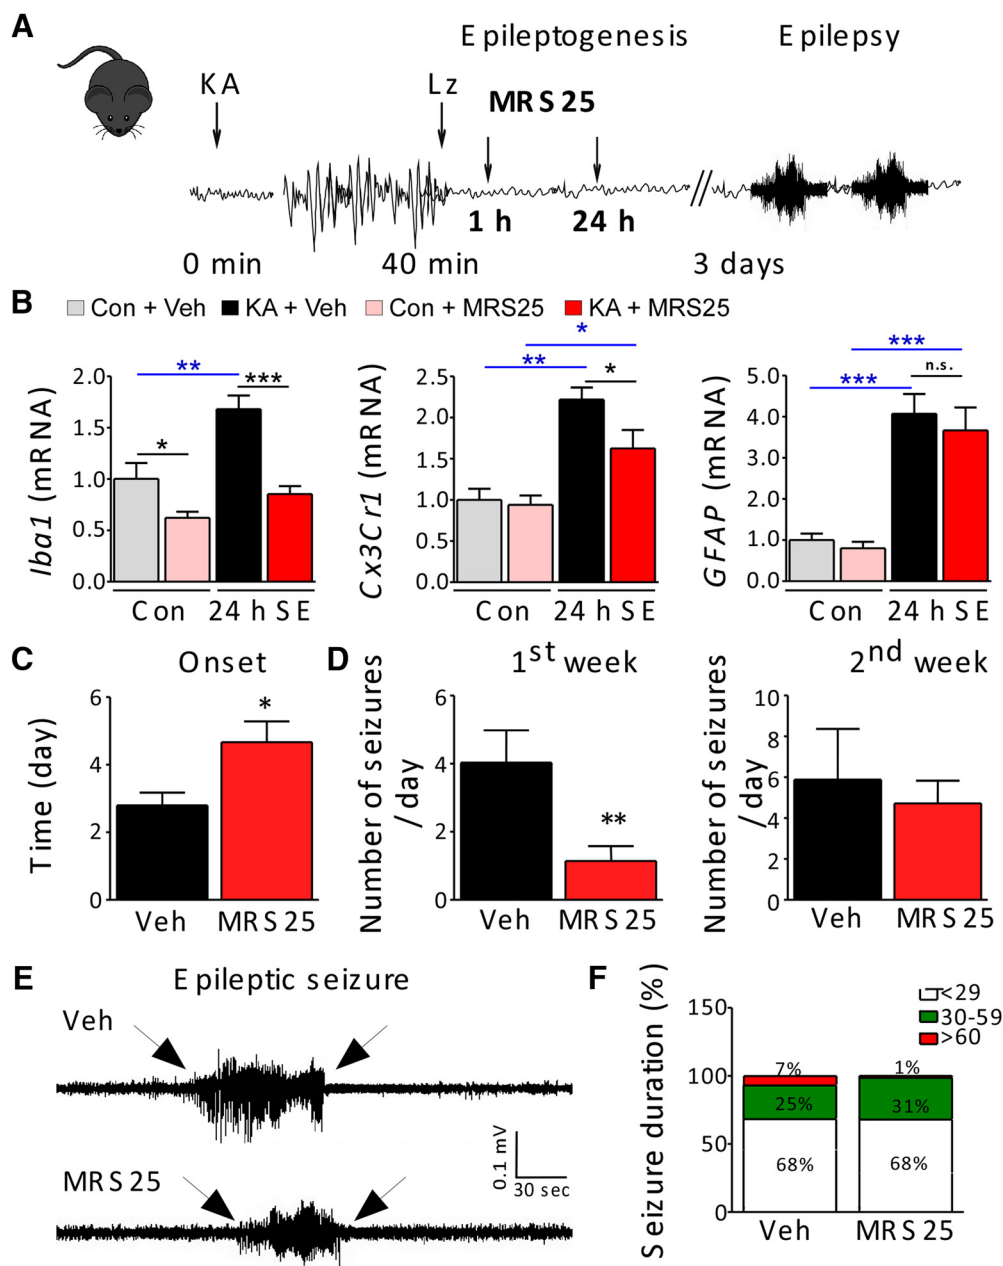 A
Epileptogenesis
Epilepsy
KA
Lz
MRS25
1 h
24 h
0 min
40 min
3 days
B
Con + Veh
KA + Veh
Con + MRS25
KA + MRS25
Iba1 (mRNA)
2.0
1.5
1.0
0.5
0.0
**
***
*
Con
24 h SE
Cx3Cr1 (mRNA)
2.5
2.0
1.5
1.0
0.5
0.0
*
**
*
Con
24 h SE
GFAP (mRNA)
5.0
4.0
3.0
2.0
1.0
0.0
***
***
n.s.
Con
24 h SE
C
Onset
Time (day)
6
4
2
0
*
Veh
MRS25
D
1st week
Number of seizures
/ day
6
4
2
0
**
Veh
MRS25
2nd week
Number of seizures
/ day
10
8
6
4
2
0
Veh
MRS25
E
Epileptic seizure
Veh
MRS25
0.1 mV
30 sec
F
Seizure duration (%)
150
100
50
0
<29
30-59
>60
7%
25%
68%
1%
31%
68%
Veh
MRS25